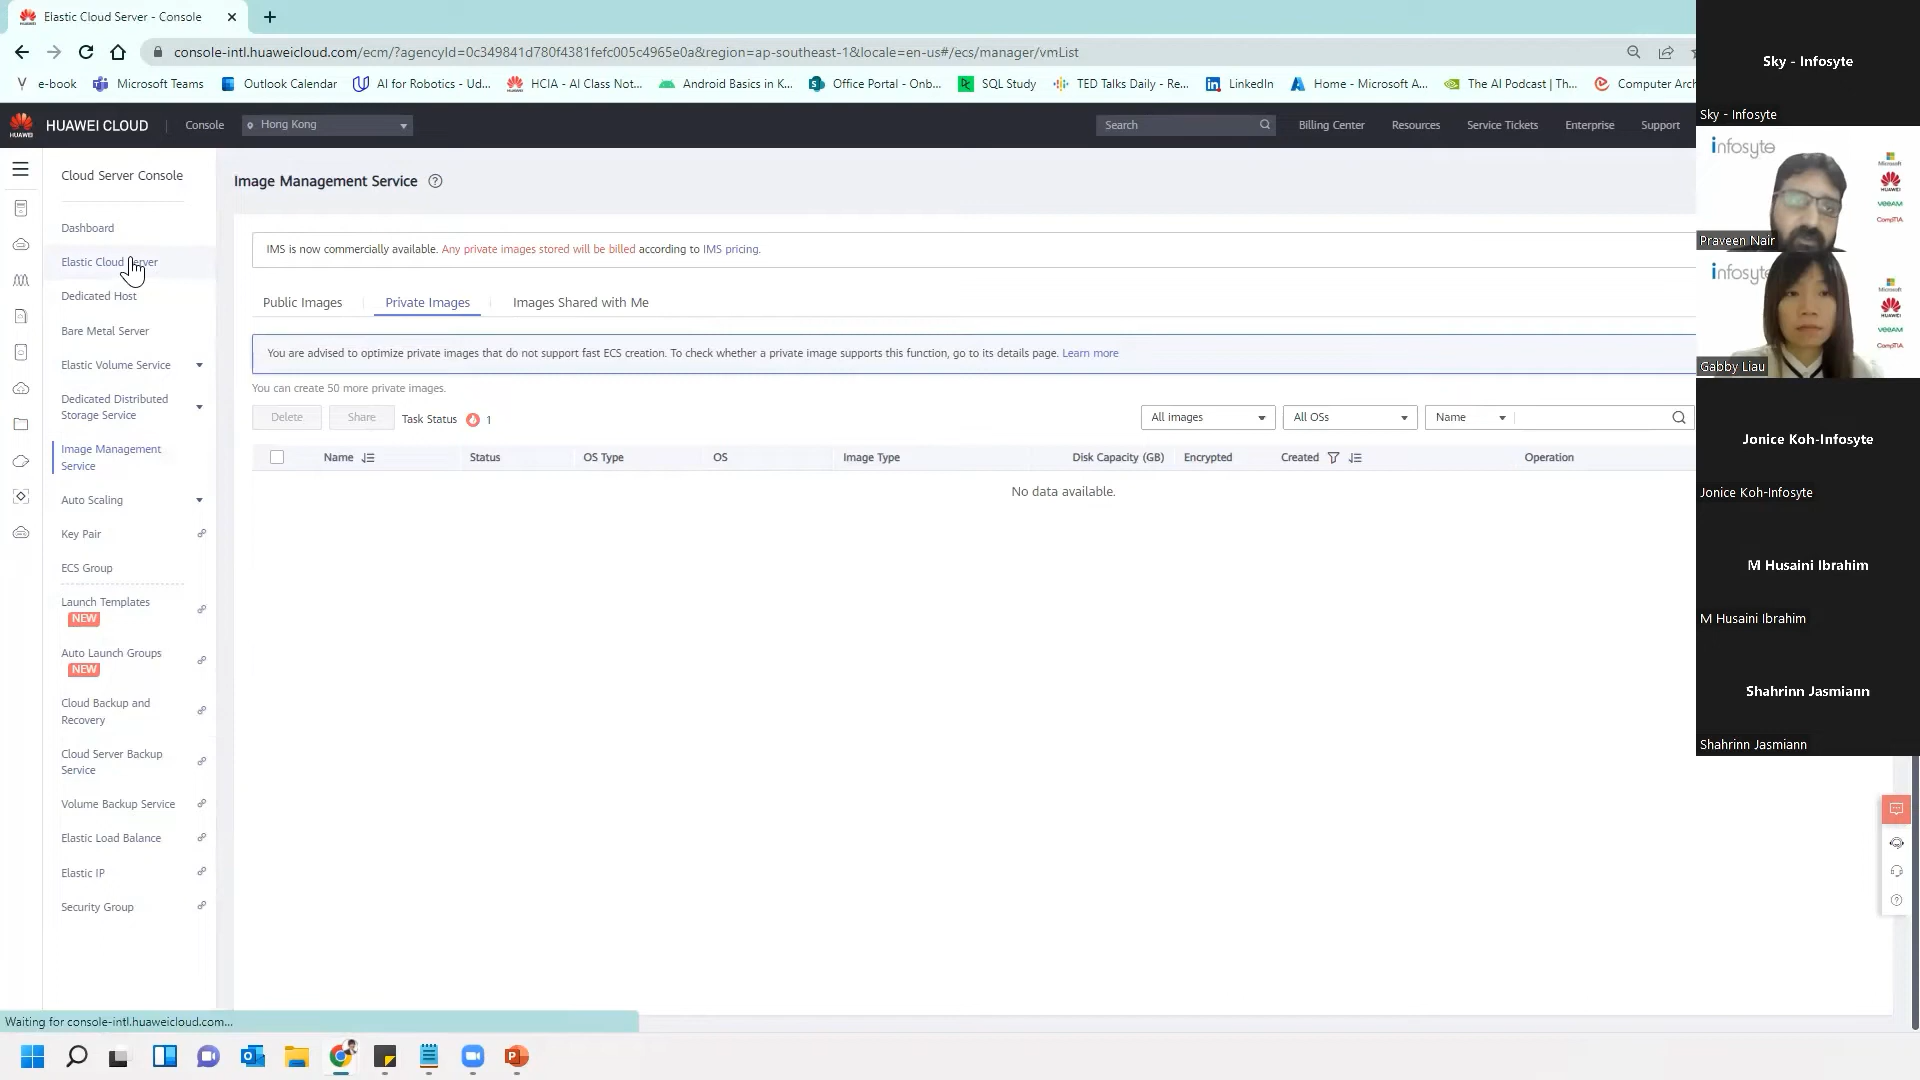 Elastic Cloud Server - Console
console-intl.huaweicloud.com/ecm/?agencyId=0c349841d780f4381fefc005c4965e0a&region=ap-southeast-1&locale=en-us#/ecs/manager/vmList
e-book
Microsoft Teams
Outlook Calendar
AI for Robotics - Ud...
HCIA - AI Class Not...
Android Basics in K...
Office Portal - Onb...
SQL Study
TED Talks Daily - Re...
LinkedIn
Home - Microsoft A...
The AI Podcast | Th...
Computer Arch
HUAWEI
HUAWEI CLOUD
Console
Hong Kong
Search
Billing Center
Resources
Service Tickets
Enterprise
Support
Cloud Server Console
Dashboard
Elastic Cloud Server
Dedicated Host
Bare Metal Server
Elastic Volume Service
Dedicated Distributed
Storage Service
Image Management
Service
Auto Scaling
Key Pair
ECS Group
Launch Templates
NEW
Auto Launch Groups
NEW
Cloud Backup and
Recovery
Cloud Server Backup
Service
Volume Backup Service
Elastic Load Balance
Elastic IP
Security Group
Image Management Service
IMS is now commercially available. Any private images stored will be billed according to IMS pricing.
Public Images
Private Images
Images Shared with Me
You are advised to optimize private images that do not support fast ECS creation. To check whether a private image supports this function, go to its details page. Learn more
You can create 50 more private images.
Delete
Share
Task Status
1
All images
All OSs
Name
Name
Status
OS Type
OS
Image Type
Disk Capacity (GB)
Encrypted
Created
Operation
No data available.
Waiting for console-intl.huaweicloud.com...
Sky - Infosyte
Sky - Infosyte
infosyte
Microsoft
HUAWEI
veeam
CompTIA
Praveen Nair
infosyte
Microsoft
HUAWEI
veeam
CompTIA
Gabby Liau
Jonice Koh-Infosyte
Jonice Koh-Infosyte
M Husaini Ibrahim
M Husaini Ibrahim
Shahrinn Jasmiann
Shahrinn Jasmiann